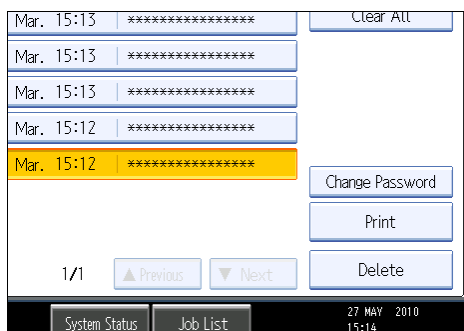 Mar. 15:13 **************** Clear All
Mar. 15:13 ****************
Mar. 15:13 ****************
Mar. 15:12 ****************
Mar. 15:12 ****************
Change Password
Print
1/1 ▲ Previous ▼ Next Delete
System Status Job List 27 MAY 2010
15:14